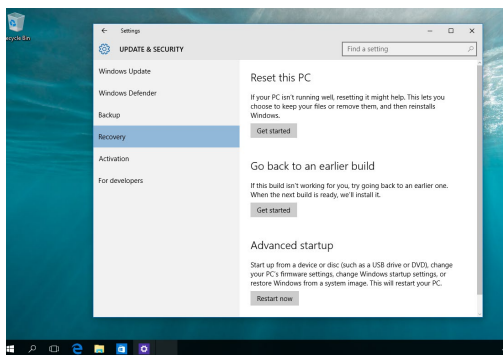 Recycle Bin
Settings
UPDATE & SECURITY
Find a setting
Windows Update
Windows Defender
Backup
Recovery
Activation
For developers
Reset this PC
If your PC isn't running well, resetting it might help. This lets you
choose to keep your files or remove them, and then reinstalls
Windows.
Get started
Go back to an earlier build
If this build isn't working for you, try going back to an earlier one.
When the next build is ready, we'll install it.
Get started
Advanced startup
Start up from a device or disc (such as a USB drive or DVD), change
your PC's firmware settings, change Windows startup settings, or
restore Windows from a system image. This will restart your PC.
Restart now